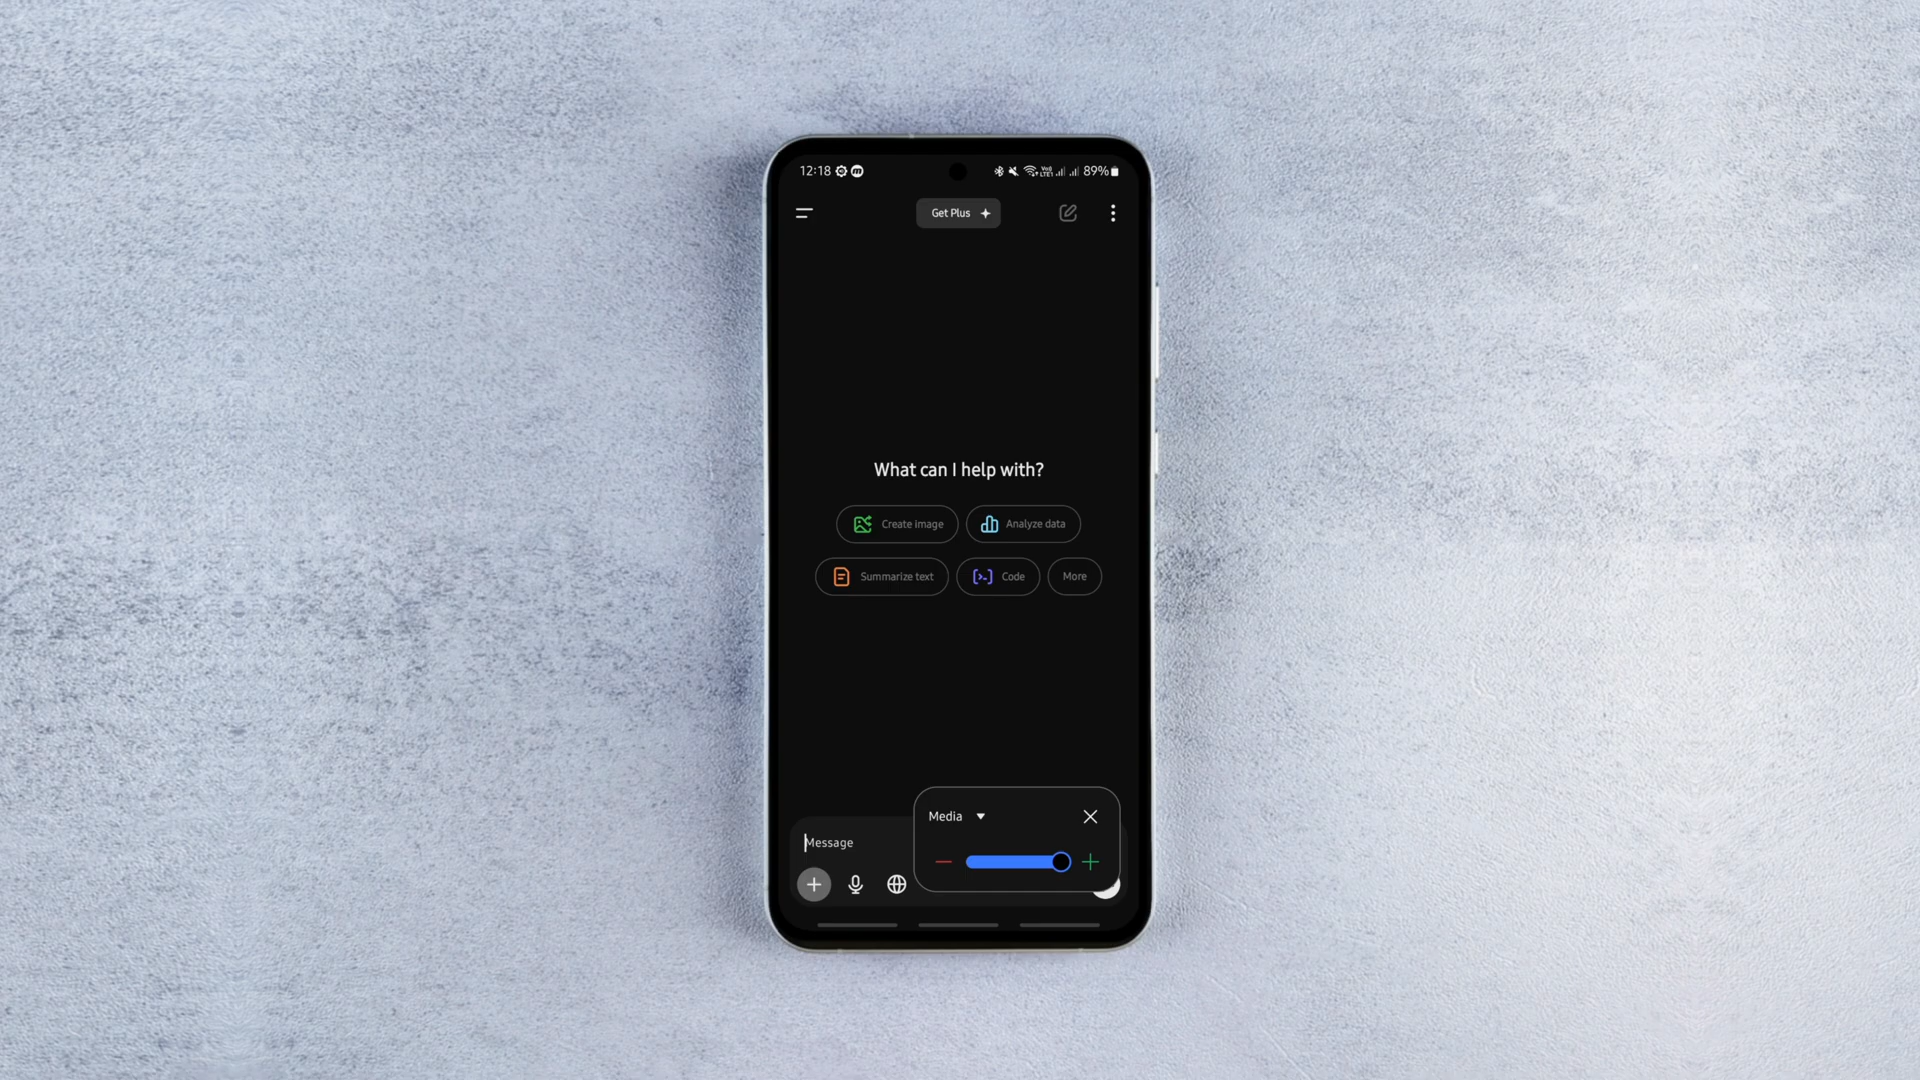 12:18 89%
Get Plus
What can I help with?
Create image Analyze data
Summarize text Code More
Media
Message